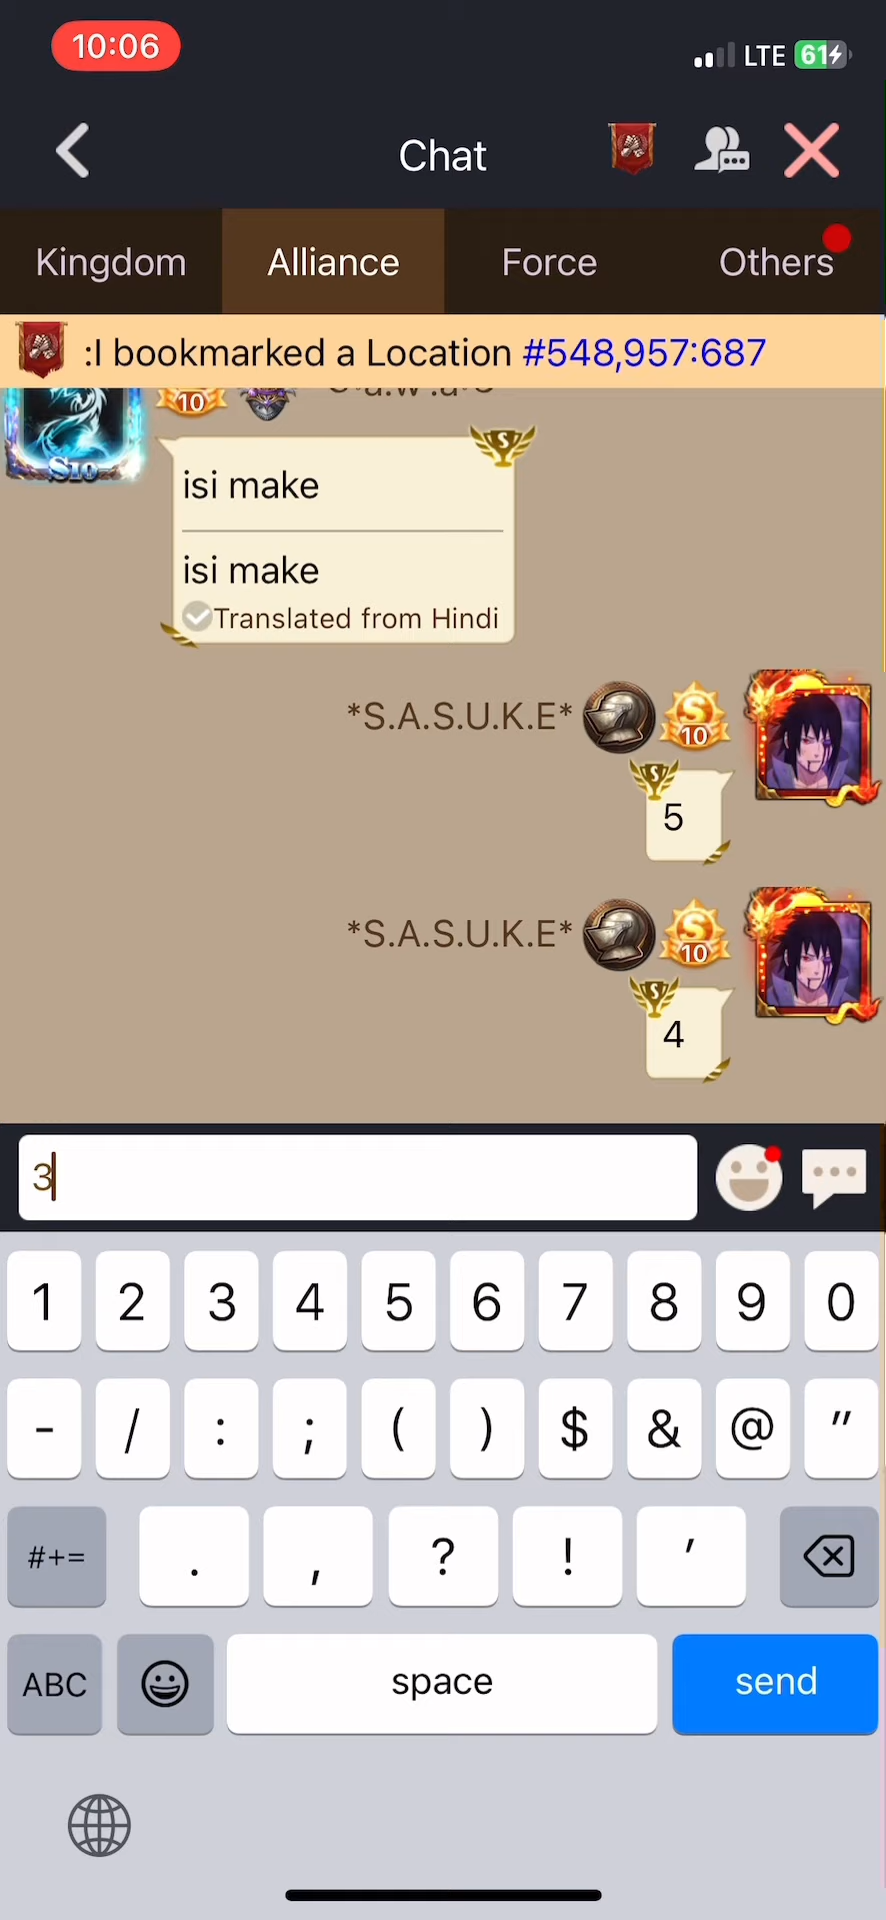 10:06
LTE 61
Chat
Kingdom Alliance Force Others
:I bookmarked a Location #548,957:687
10
S10
S
isi make
isi make
Translated from Hindi
*S.A.S.U.K.E* S 10
S
5
*S.A.S.U.K.E* S 10
S
4
3
1 2 3 4 5 6 7 8 9 0
- / : ; ( ) $ & @ "
#+= . , ? ! '
ABC space send